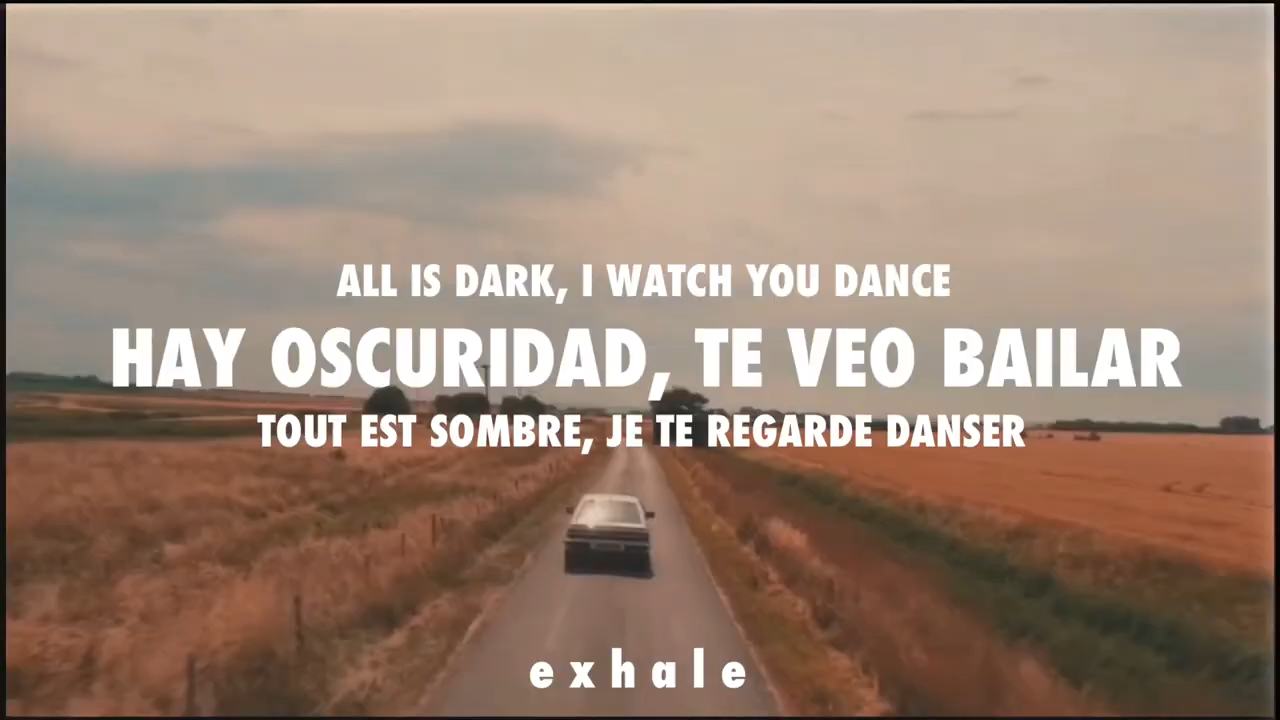 ALL IS DARK, I WATCH YOU DANCE
HAY OSCURIDAD, TE VEO BAILAR
TOUT EST SOMBRE, JE TE REGARDE DANSER
exhale